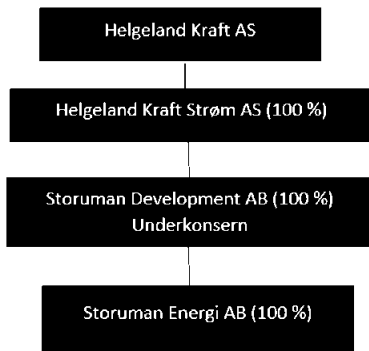 Helgeland Kraft AS
Helgeland Kraft Strøm AS (100 %)
Storuman Development AB (100 %)
Underkonsern
Storuman Energi AB (100 %)